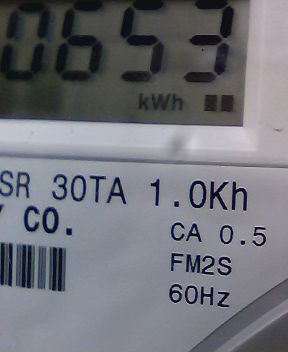 0653
kWh
SR 30TA 1.0Kh
Y CO.
CA 0.5
FM2S
60Hz